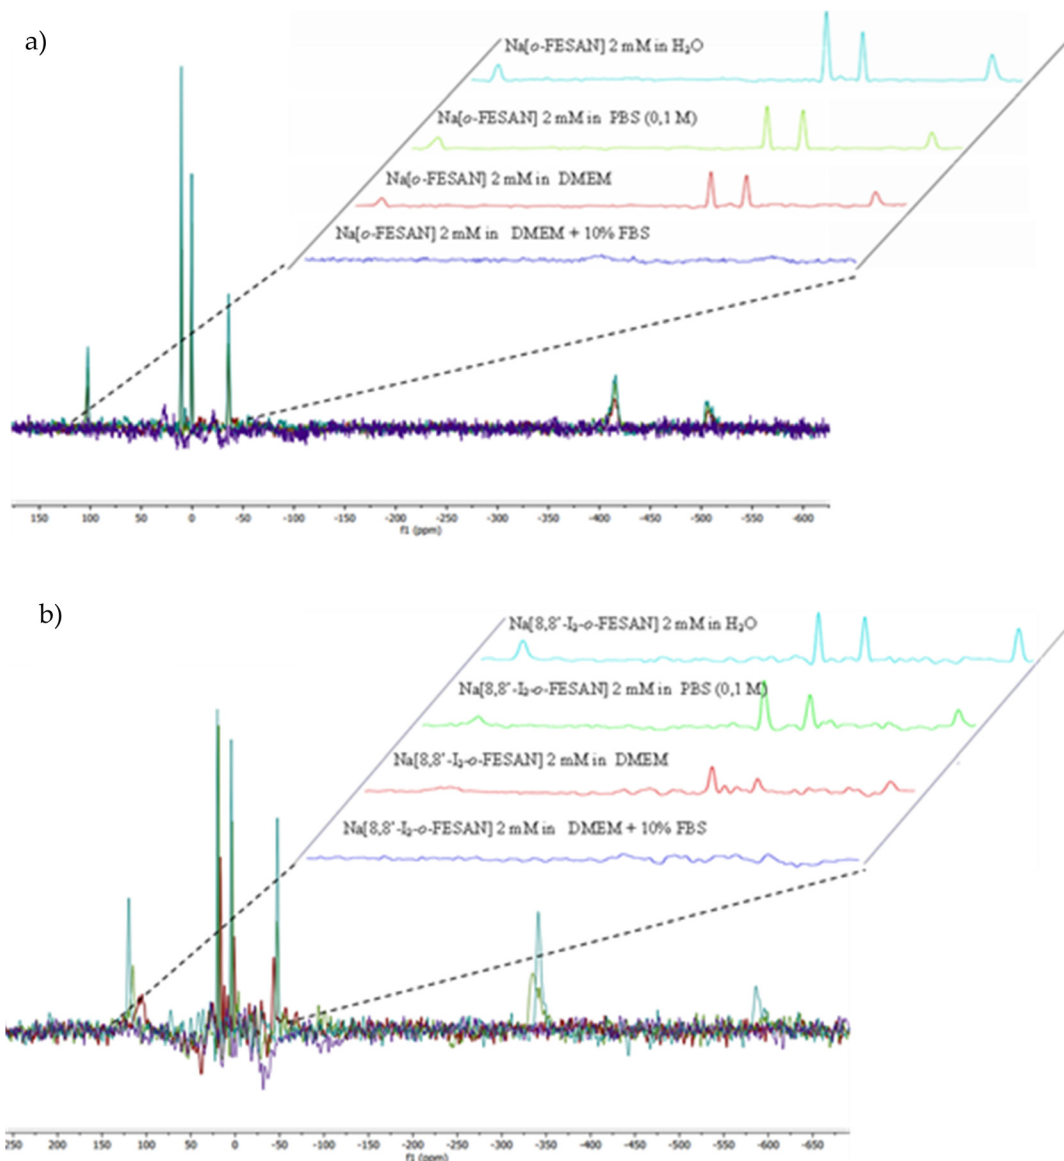 a)
Na[o-FESAN] 2 mM in H₂O
Na[o-FESAN] 2 mM in PBS (0,1 M)
Na[o-FESAN] 2 mM in DMEM
Na[o-FESAN] 2 mM in DMEM + 10% FBS
150 100 50 0 -50 -100 -150 -200 -250 -300 -350 -400 -450 -500 -550 -600
f1 (ppm)
b)
Na[8,8'-I₂-o-FESAN] 2 mM in H₂O
Na[8,8'-I₂-o-FESAN] 2 mM in PBS (0,1 M)
Na[8,8'-I₂-o-FESAN] 2 mM in DMEM
Na[8,8'-I₂-o-FESAN] 2 mM in DMEM + 10% FBS
250 200 150 100 50 0 -50 -100 -150 -200 -250 -300 -350 -400 -450 -500 -550 -600 -650
f1 (ppm)